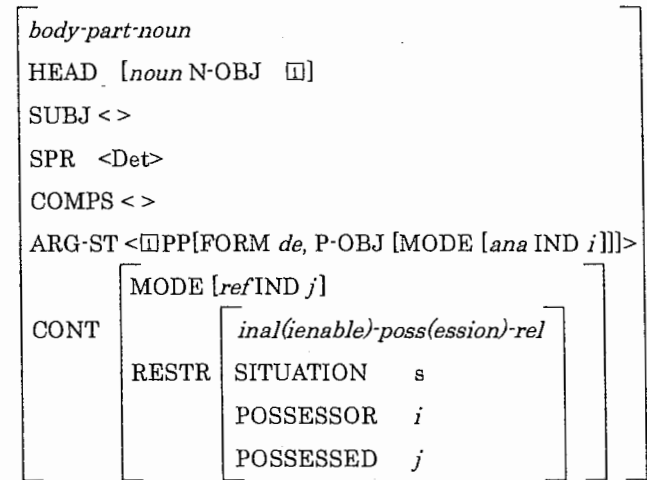 body-part-noun
HEAD [noun N-OBJ 1]
SUBJ < >
SPR <Det>
COMPS < >
ARG-ST <1PP[FORM de, P-OBJ [MODE [ana IND i]]]>
MODE [ref IND j]
CONT
inal(ienable)-poss(ession)-rel
RESTR SITUATION s
POSSESSOR i
POSSESSED j